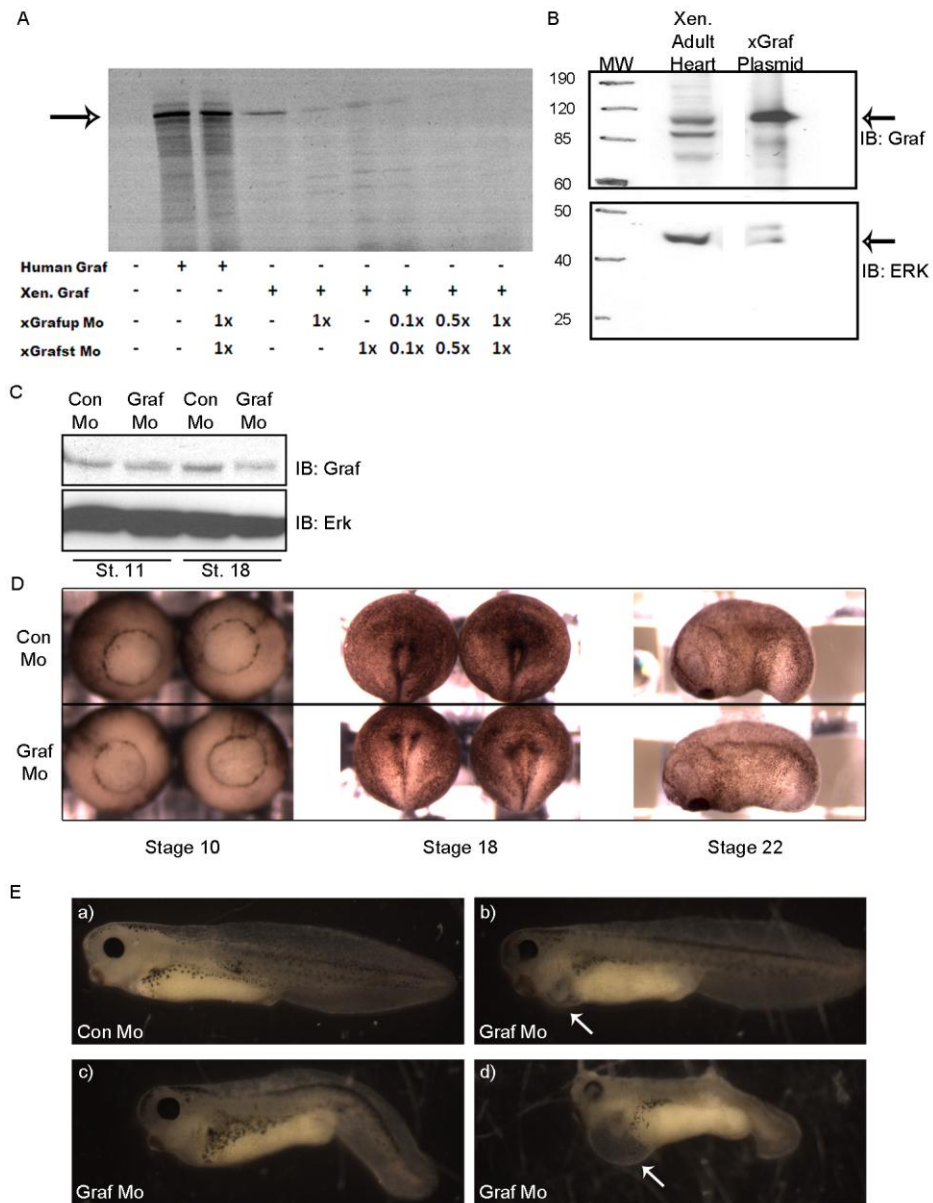 A
Human Graf - + + - - - - - -
Xen. Graf - - - + + + + + +
xGrafup Mo 1x - 1x - 0.1x 0.5x 1x
xGrafst Mo 1x - - 1x 0.1x 0.5x 1x
B
Xen.
Adult xGraf
MW Heart Plasmid
190
120
85
60
IB: Graf
50
40
25
IB: ERK
C
Con Graf Con Graf
Mo Mo Mo Mo
IB: Graf
IB: Erk
St. 11 St. 18
D
Con
Mo
Graf
Mo
Stage 10 Stage 18 Stage 22
E
a)
Con Mo
b)
Graf Mo
c)
Graf Mo
d)
Graf Mo